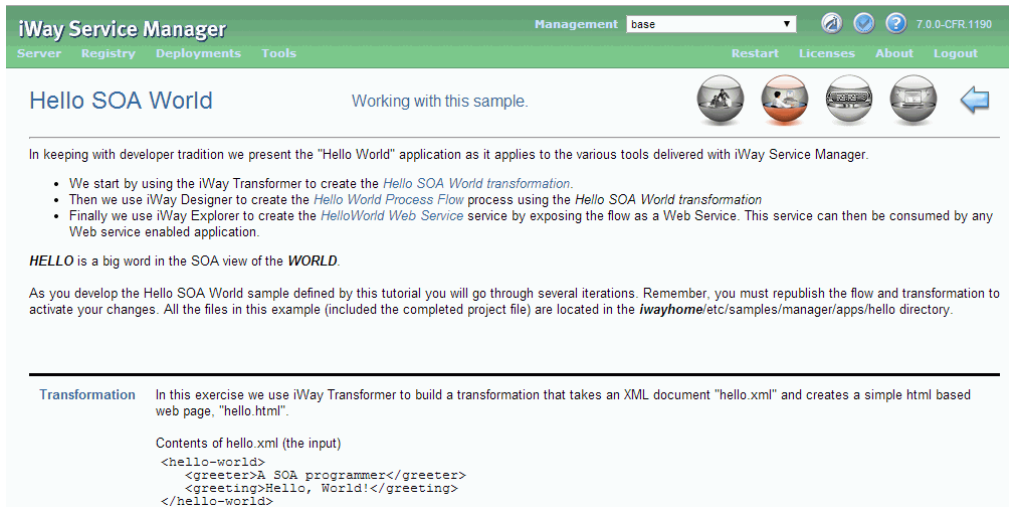 iWay Service Manager
Management base 7.0.0-CFR.1190
Server Registry Deployments Tools Restart Licenses About Logout
Hello SOA World Working with this sample.
In keeping with developer tradition we present the "Hello World" application as it applies to the various tools delivered with iWay Service Manager.
• We start by using the iWay Transformer to create the Hello SOA World transformation.
• Then we use iWay Designer to create the Hello World Process Flow process using the Hello SOA World transformation
• Finally we use iWay Explorer to create the HelloWorld Web Service service by exposing the flow as a Web Service. This service can then be consumed by any
Web service enabled application.
HELLO is a big word in the SOA view of the WORLD.
As you develop the Hello SOA World sample defined by this tutorial you will go through several iterations. Remember, you must republish the flow and transformation to
activate your changes. All the files in this example (included the completed project file) are located in the iwayhome/etc/samples/manager/apps/hello directory.
Transformation In this exercise we use iWay Transformer to build a transformation that takes an XML document "hello.xml" and creates a simple html based
web page, "hello.html".
Contents of hello.xml (the input)
<hello-world>
<greeter>A SOA programmer</greeter>
<greeting>Hello, World!</greeting>
</hello-world>